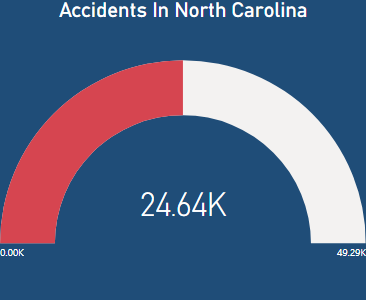 Accidents In North Carolina
24.64K
0.00K
49.29K